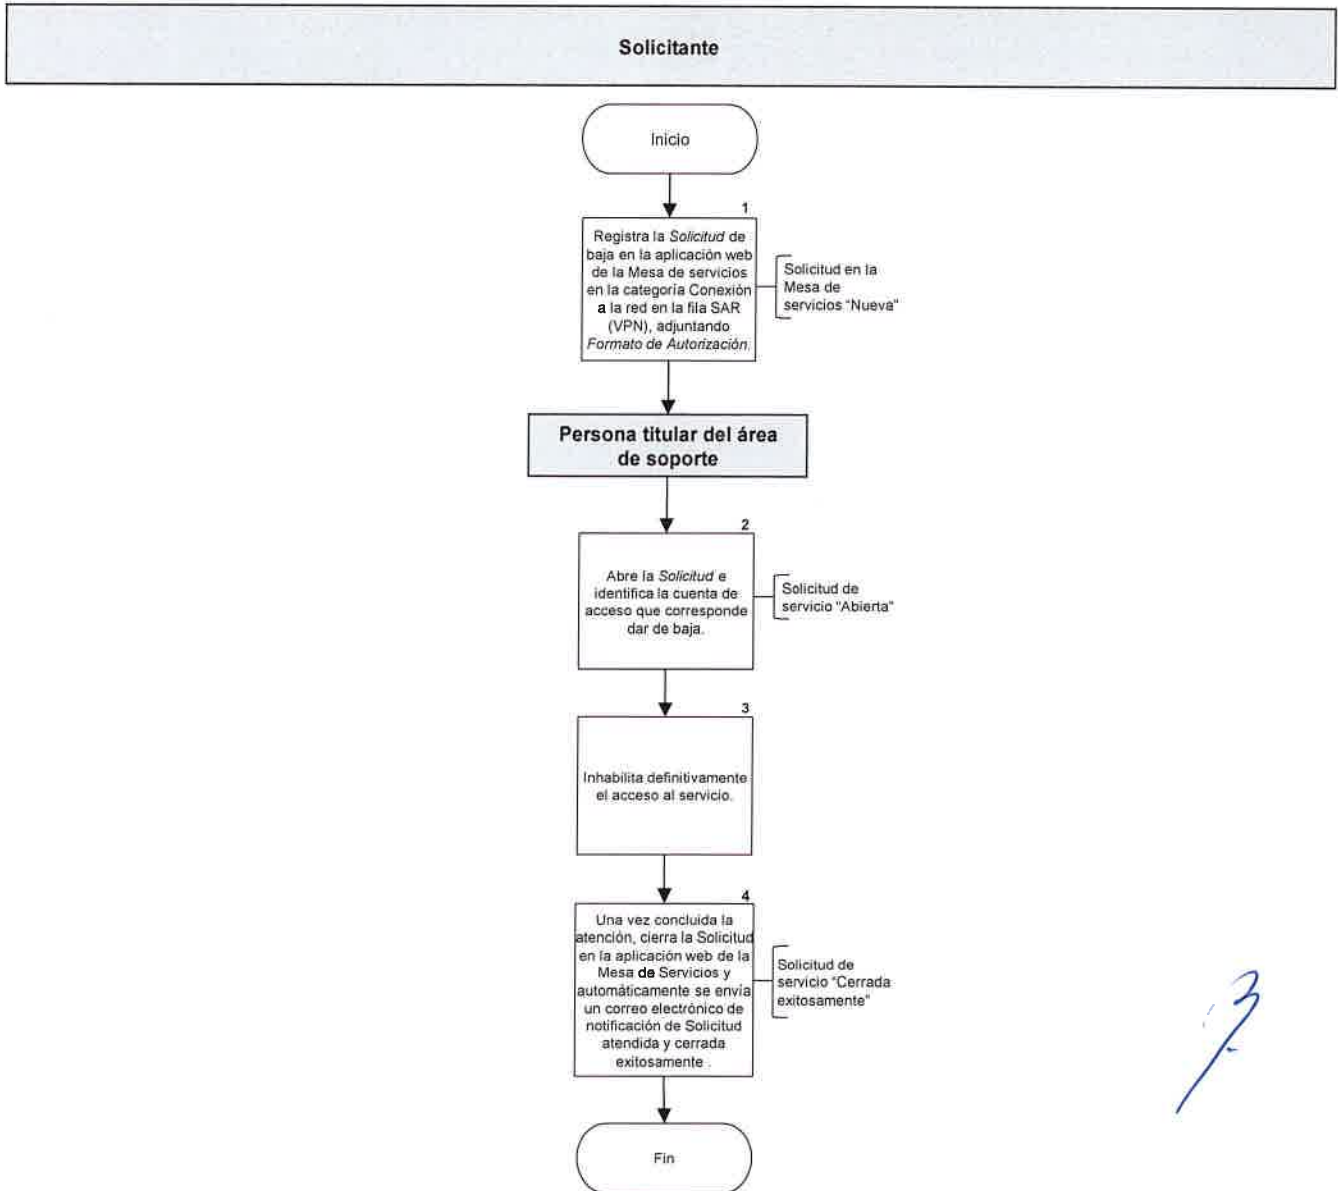 Solicitante
Inicio
1
Registra la Solicitud de
baja en la aplicación web
de la Mesa de servicios
en la categoría Conexión
a la red en la fila SAR
(VPN), adjuntando
Formato de Autorización.
Solicitud en la
Mesa de
servicios "Nueva"
Persona titular del área
de soporte
2
Abre la Solicitud e
identifica la cuenta de
acceso que corresponde
dar de baja.
Solicitud de
servicio "Abierta"
3
Inhabilita definitivamente
el acceso al servicio.
4
Una vez concluida la
atención, cierra la Solicitud
en la aplicación web de la
Mesa de Servicios y
automáticamente se envía
un correo electrónico de
notificación de Solicitud
atendida y cerrada
exitosamente .
Solicitud de
servicio "Cerrada
exitosamente"
Fin